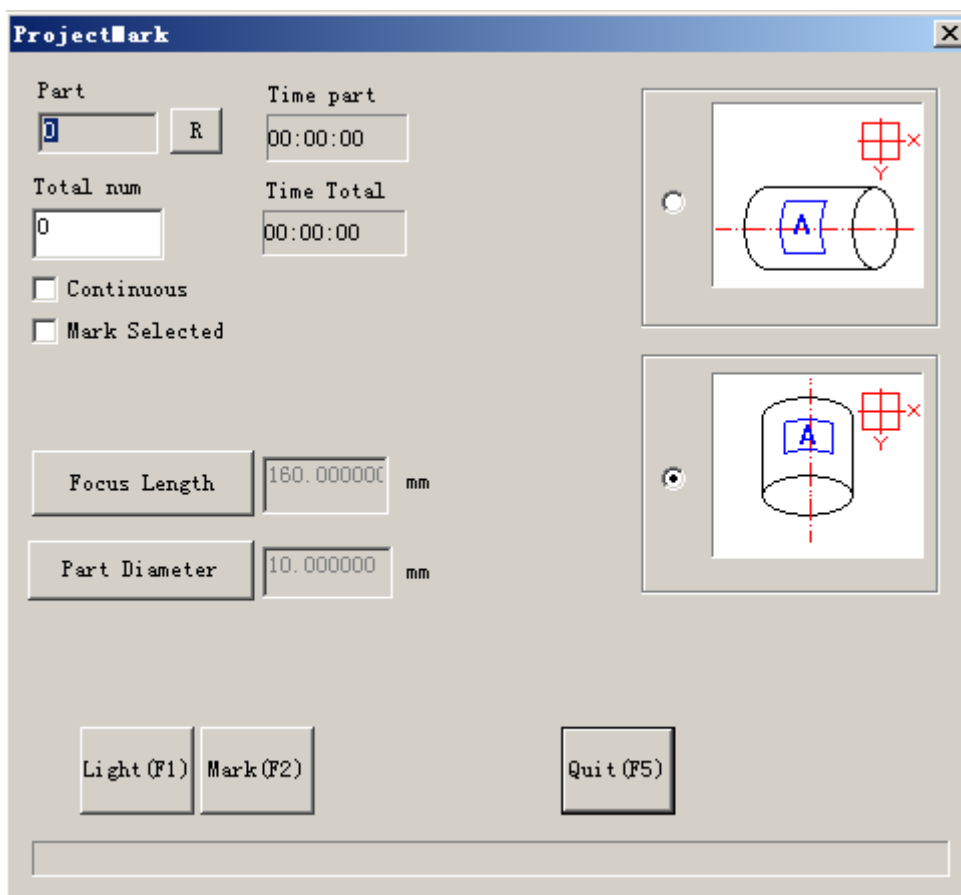 ProjectMark
Part
0
R
Time part
00:00:00
Total num
0
Time Total
00:00:00
Continuous
Mark Selected
X
Y
A
X
Y
A
Focus Length
160.000000
mm
Part Diameter
10.000000
mm
Light(F1)
Mark(F2)
Quit(F5)